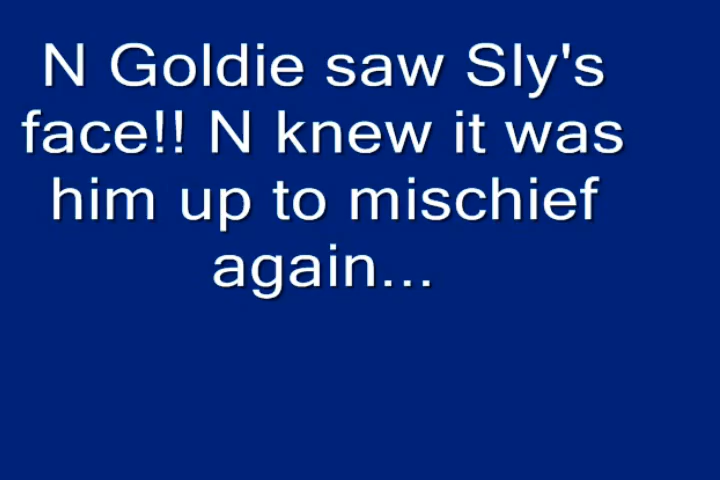 N Goldie saw Sly's
face!! N knew it was
him up to mischief
again...